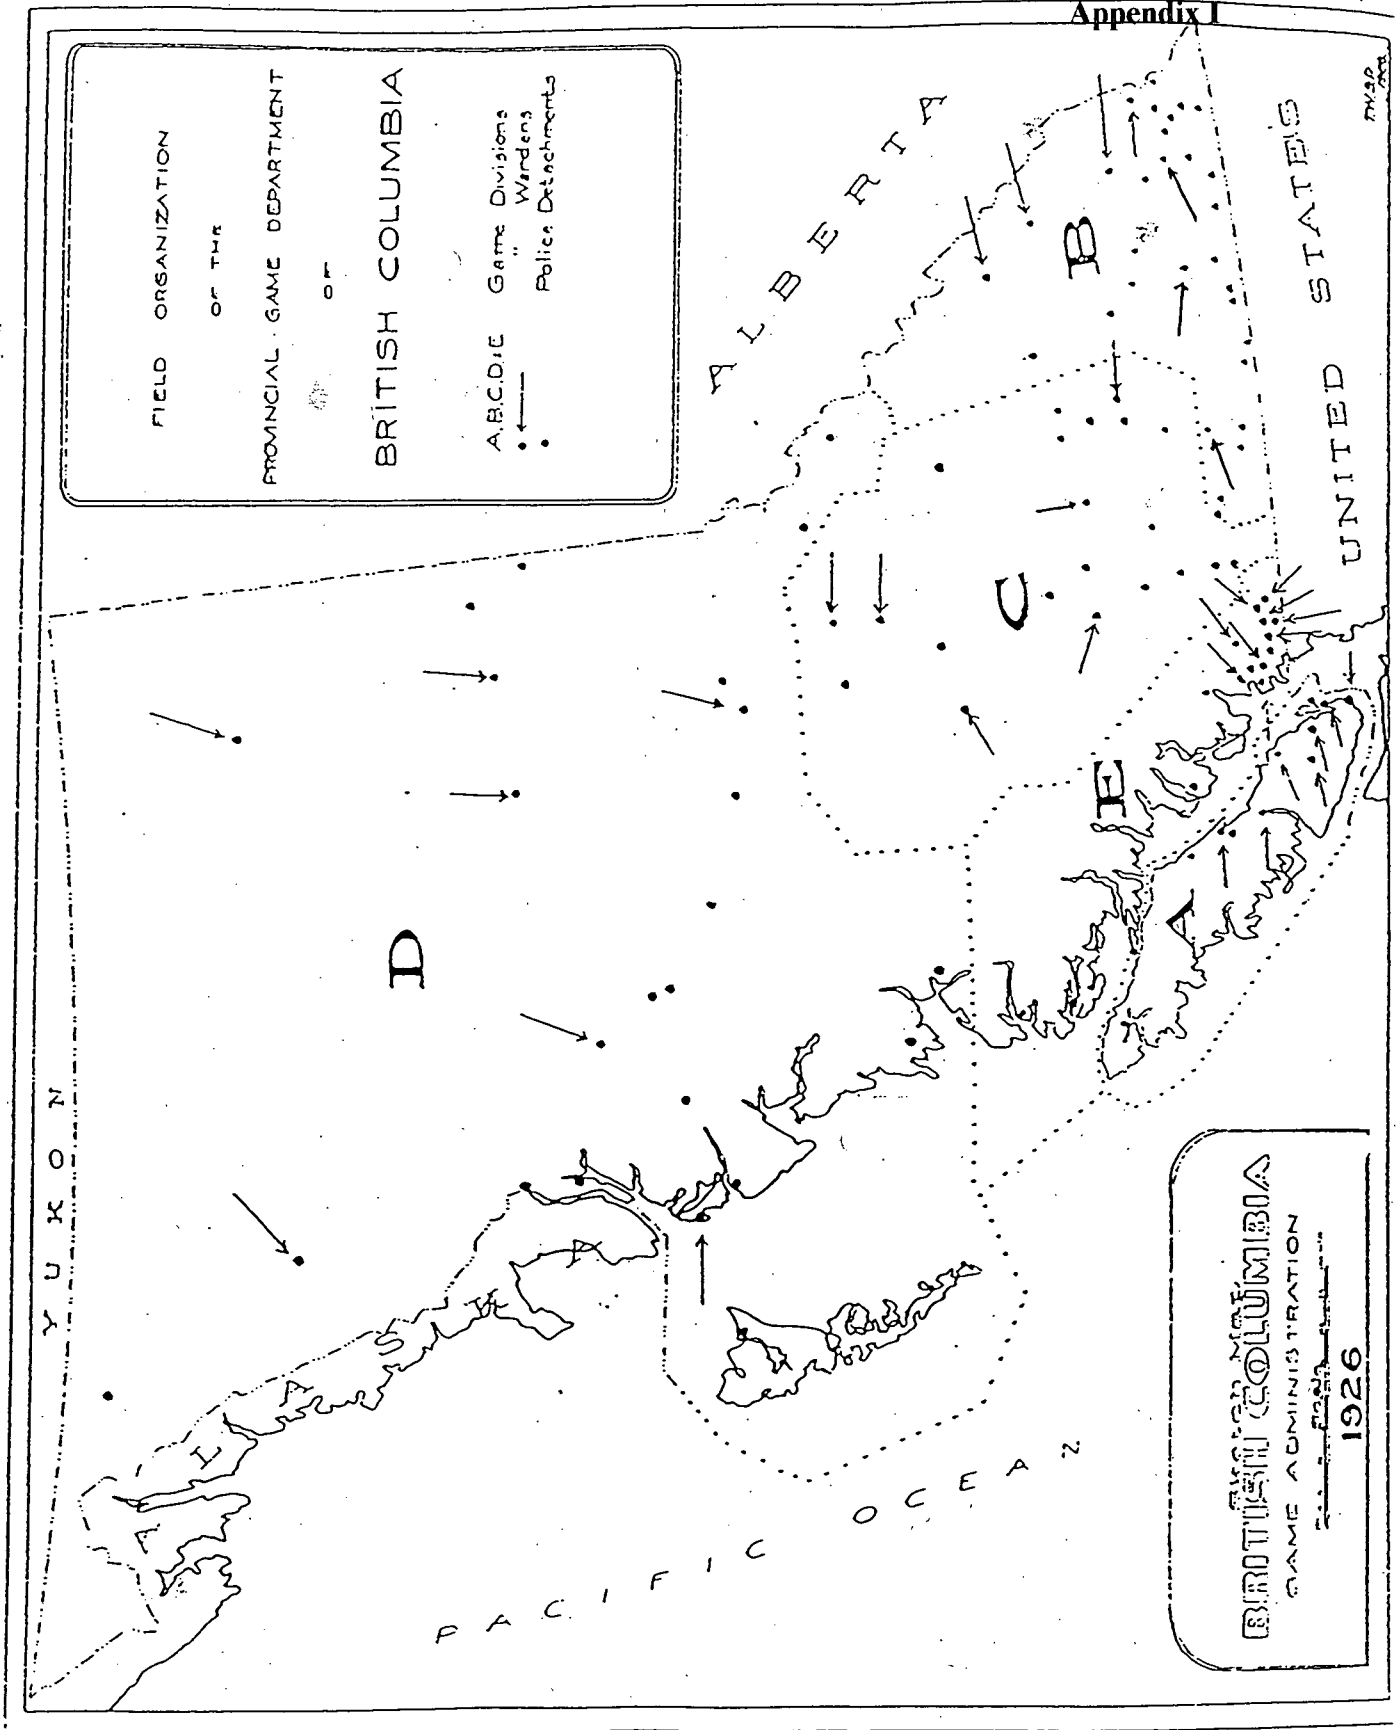 Appendix I
FIELD ORGANIZATION
OF THE
PROVINCIAL GAME DEPARTMENT
OF
BRITISH COLUMBIA
A.B.C.D.E Game Divisions
" Wardens
Police Detachments
YUKON
ALBERTA
ALASKA
UNITED STATES
PACIFIC OCEAN
D
B
C
E
A
BRITISH COLUMBIA
GAME ADMINISTRATION
1926